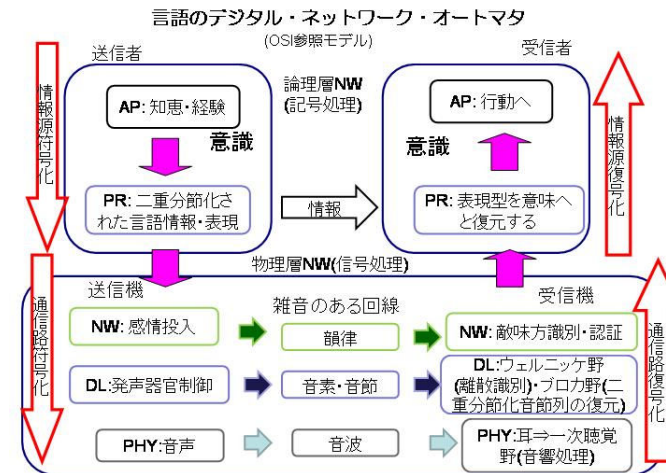 言語のデジタル・ネットワーク・オートマタ
(OSI参照モデル)
送信者
受信者
情報源符号化
AP: 知恵・経験
意識
PR: 二重分節化さ
れた言語情報・表現
論理層NW
(記号処理)
情報
AP: 行動へ
意識
PR: 表現型を意味へ
と復元する
情報源復号化
物理層NW(信号処理)
通信路符号化
送信機
雑音のある回線
受信機
NW: 感情投入
韻律
NW: 敵味方識別・認証
DL:発声器官制御
音素・音節
DL:ウェルニッケ野
(離散識別)・ブロカ野(二
重分節化音節列の復元)
PHY: 音声
音波
PHY: 耳⇒一次聴覚
野(音響処理)
通信路復号化